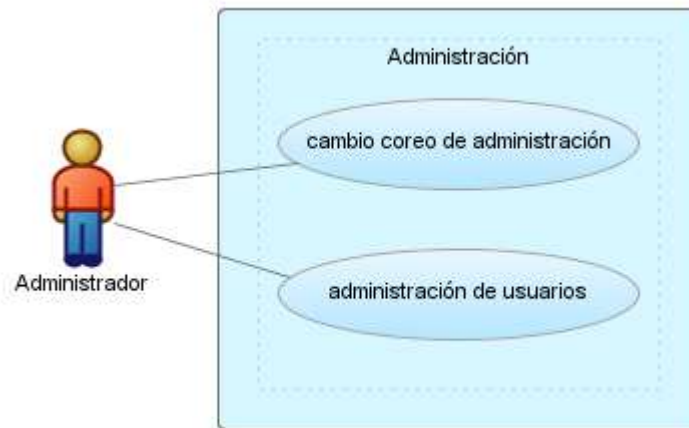 Administración
cambio coreo de administración
administración de usuarios
Administrador